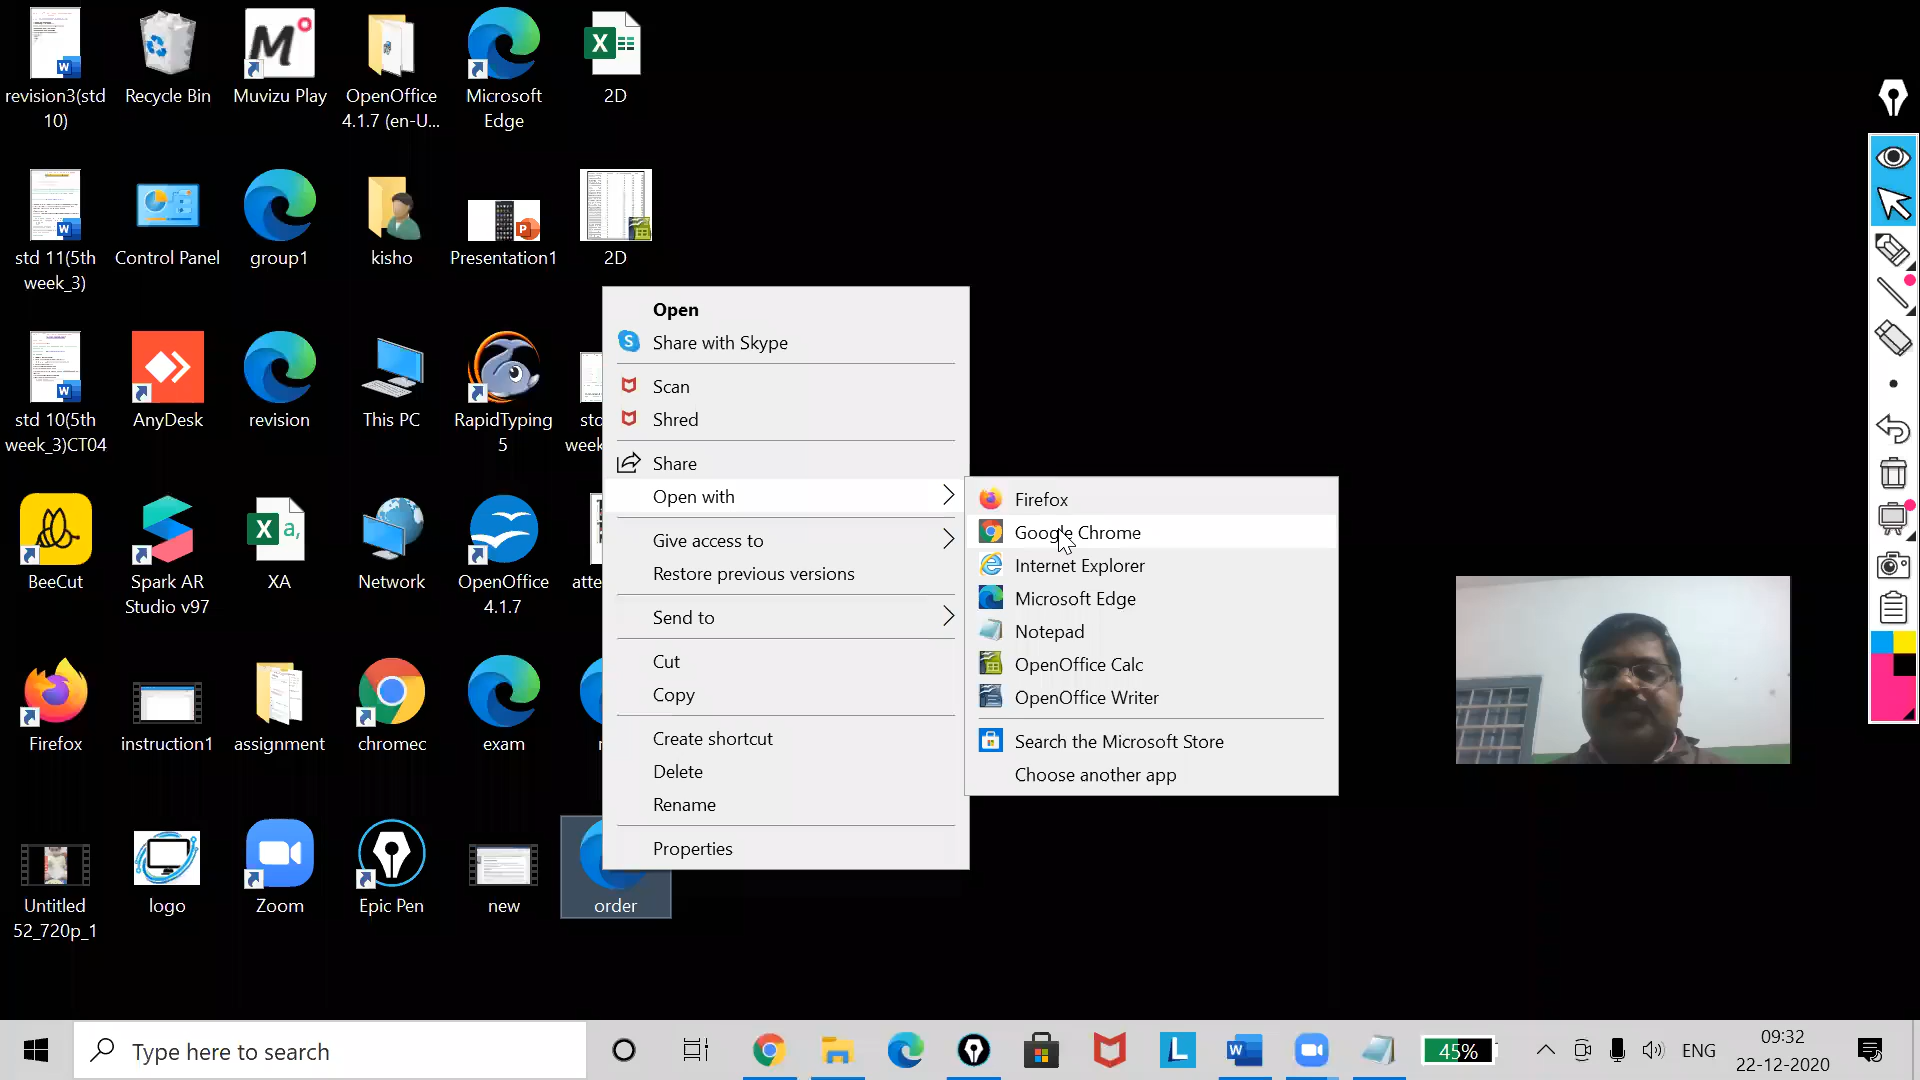 revision3(std
10)
Recycle Bin
Muvizu Play
OpenOffice
4.1.7 (en-U...
Microsoft
Edge
2D
std 11(5th
week_3)
Control Panel
group1
kisho
Presentation1
2D
std 10(5th
week_3)CT04
AnyDesk
revision
This PC
RapidTyping
5
BeeCut
Spark AR
Studio v97
XA
Network
OpenOffice
4.1.7
Firefox
instruction1
assignment
chromec
exam
Untitled
52_720p_1
logo
Zoom
Epic Pen
new
order
Open
Share with Skype
Scan
Shred
Share
Open with
Give access to
Restore previous versions
Send to
Cut
Copy
Create shortcut
Delete
Rename
Properties
Firefox
Google Chrome
Internet Explorer
Microsoft Edge
Notepad
OpenOffice Calc
OpenOffice Writer
Search the Microsoft Store
Choose another app
Type here to search
45%
ENG
09:32
22-12-2020